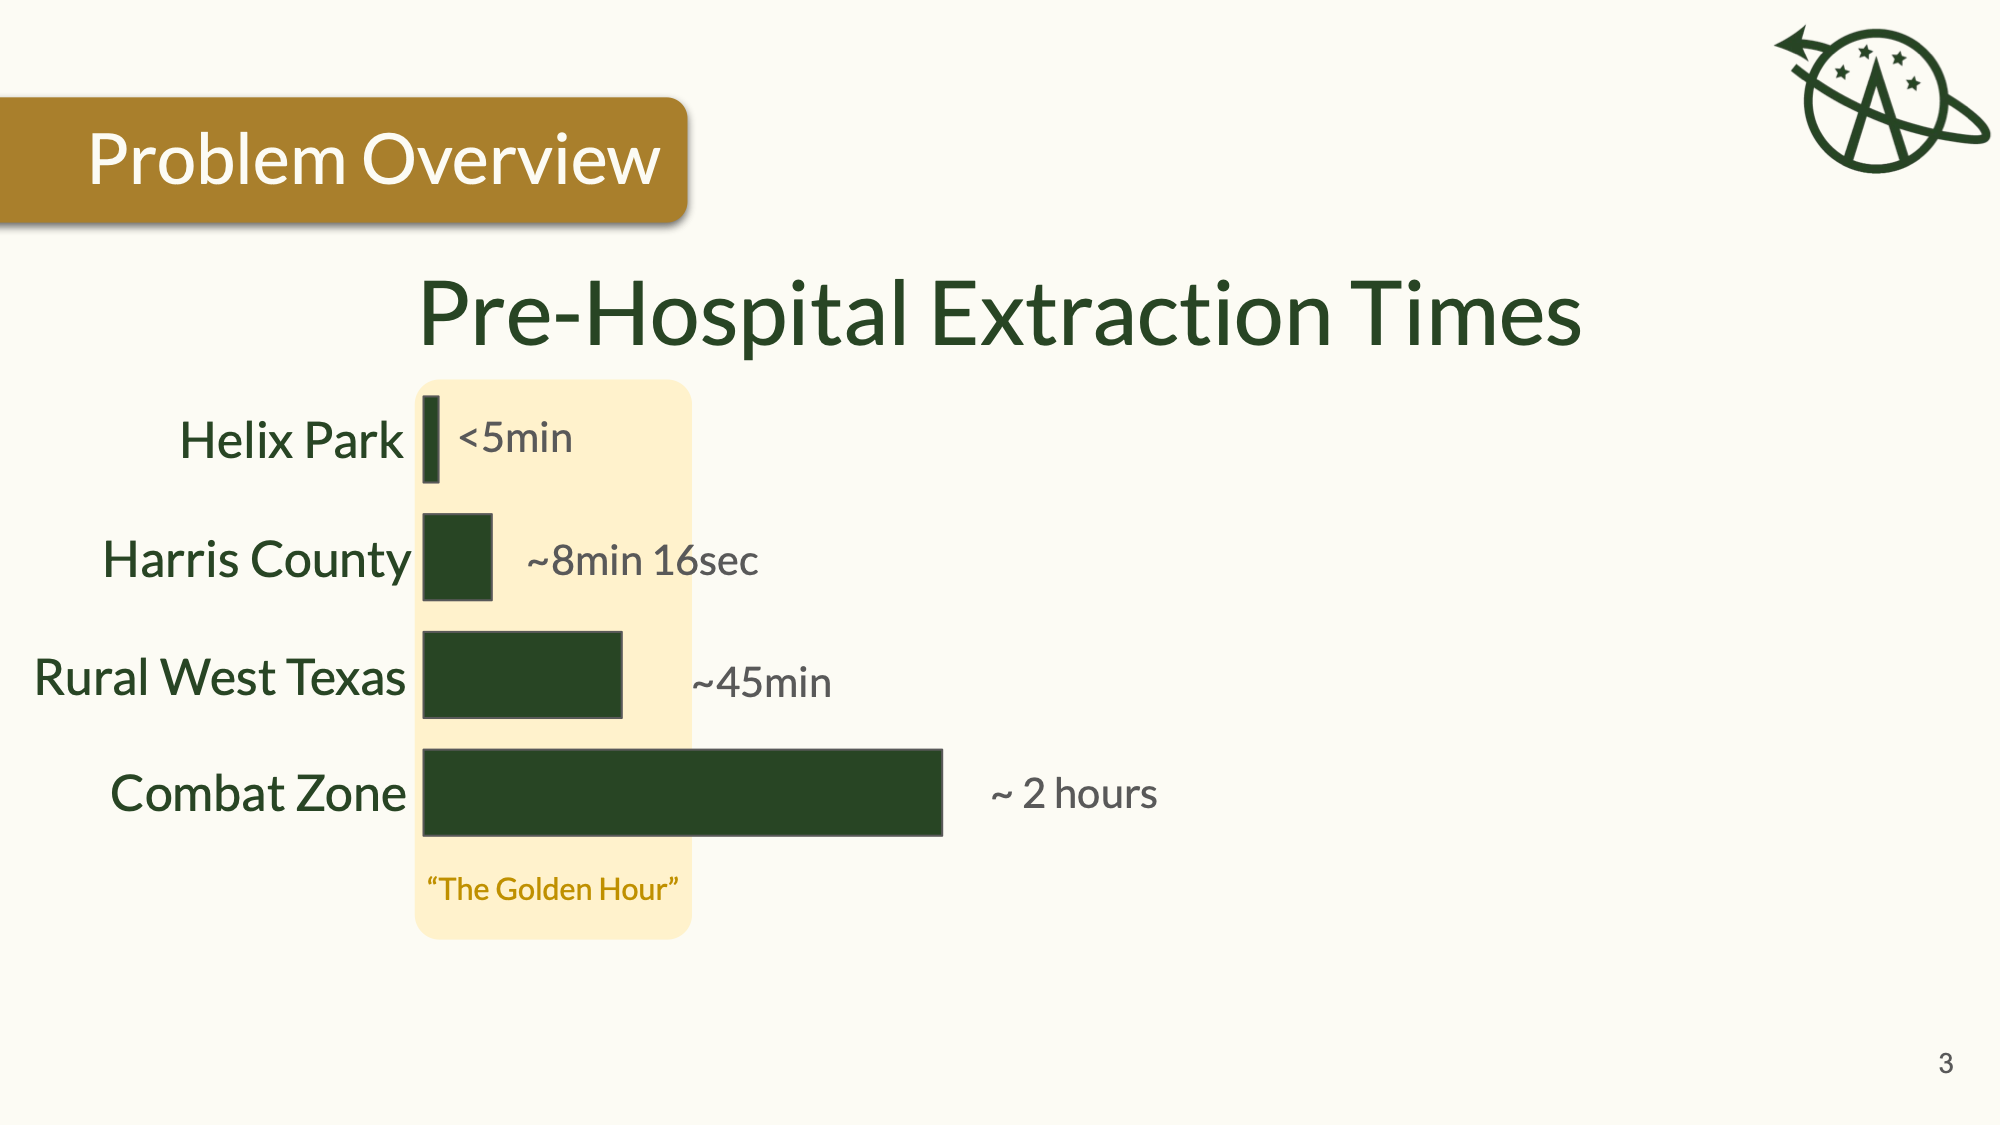 Problem Overview
Pre-Hospital Extraction Times
Helix Park <5min
Harris County ~8min 16sec
Rural West Texas ~45min
Combat Zone ~ 2 hours
“The Golden Hour”
3